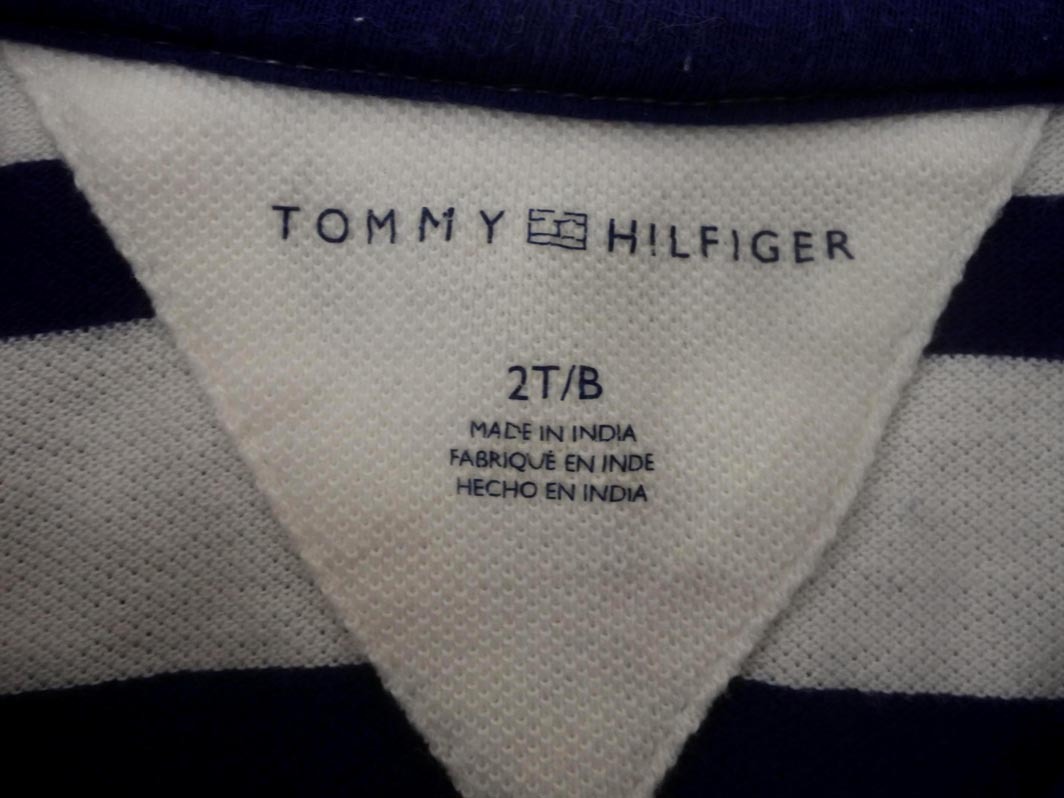 TOMMY HILFIGER
2T/B
MADE IN INDIA
FABRIQUÉ EN INDE
HECHO EN INDIA